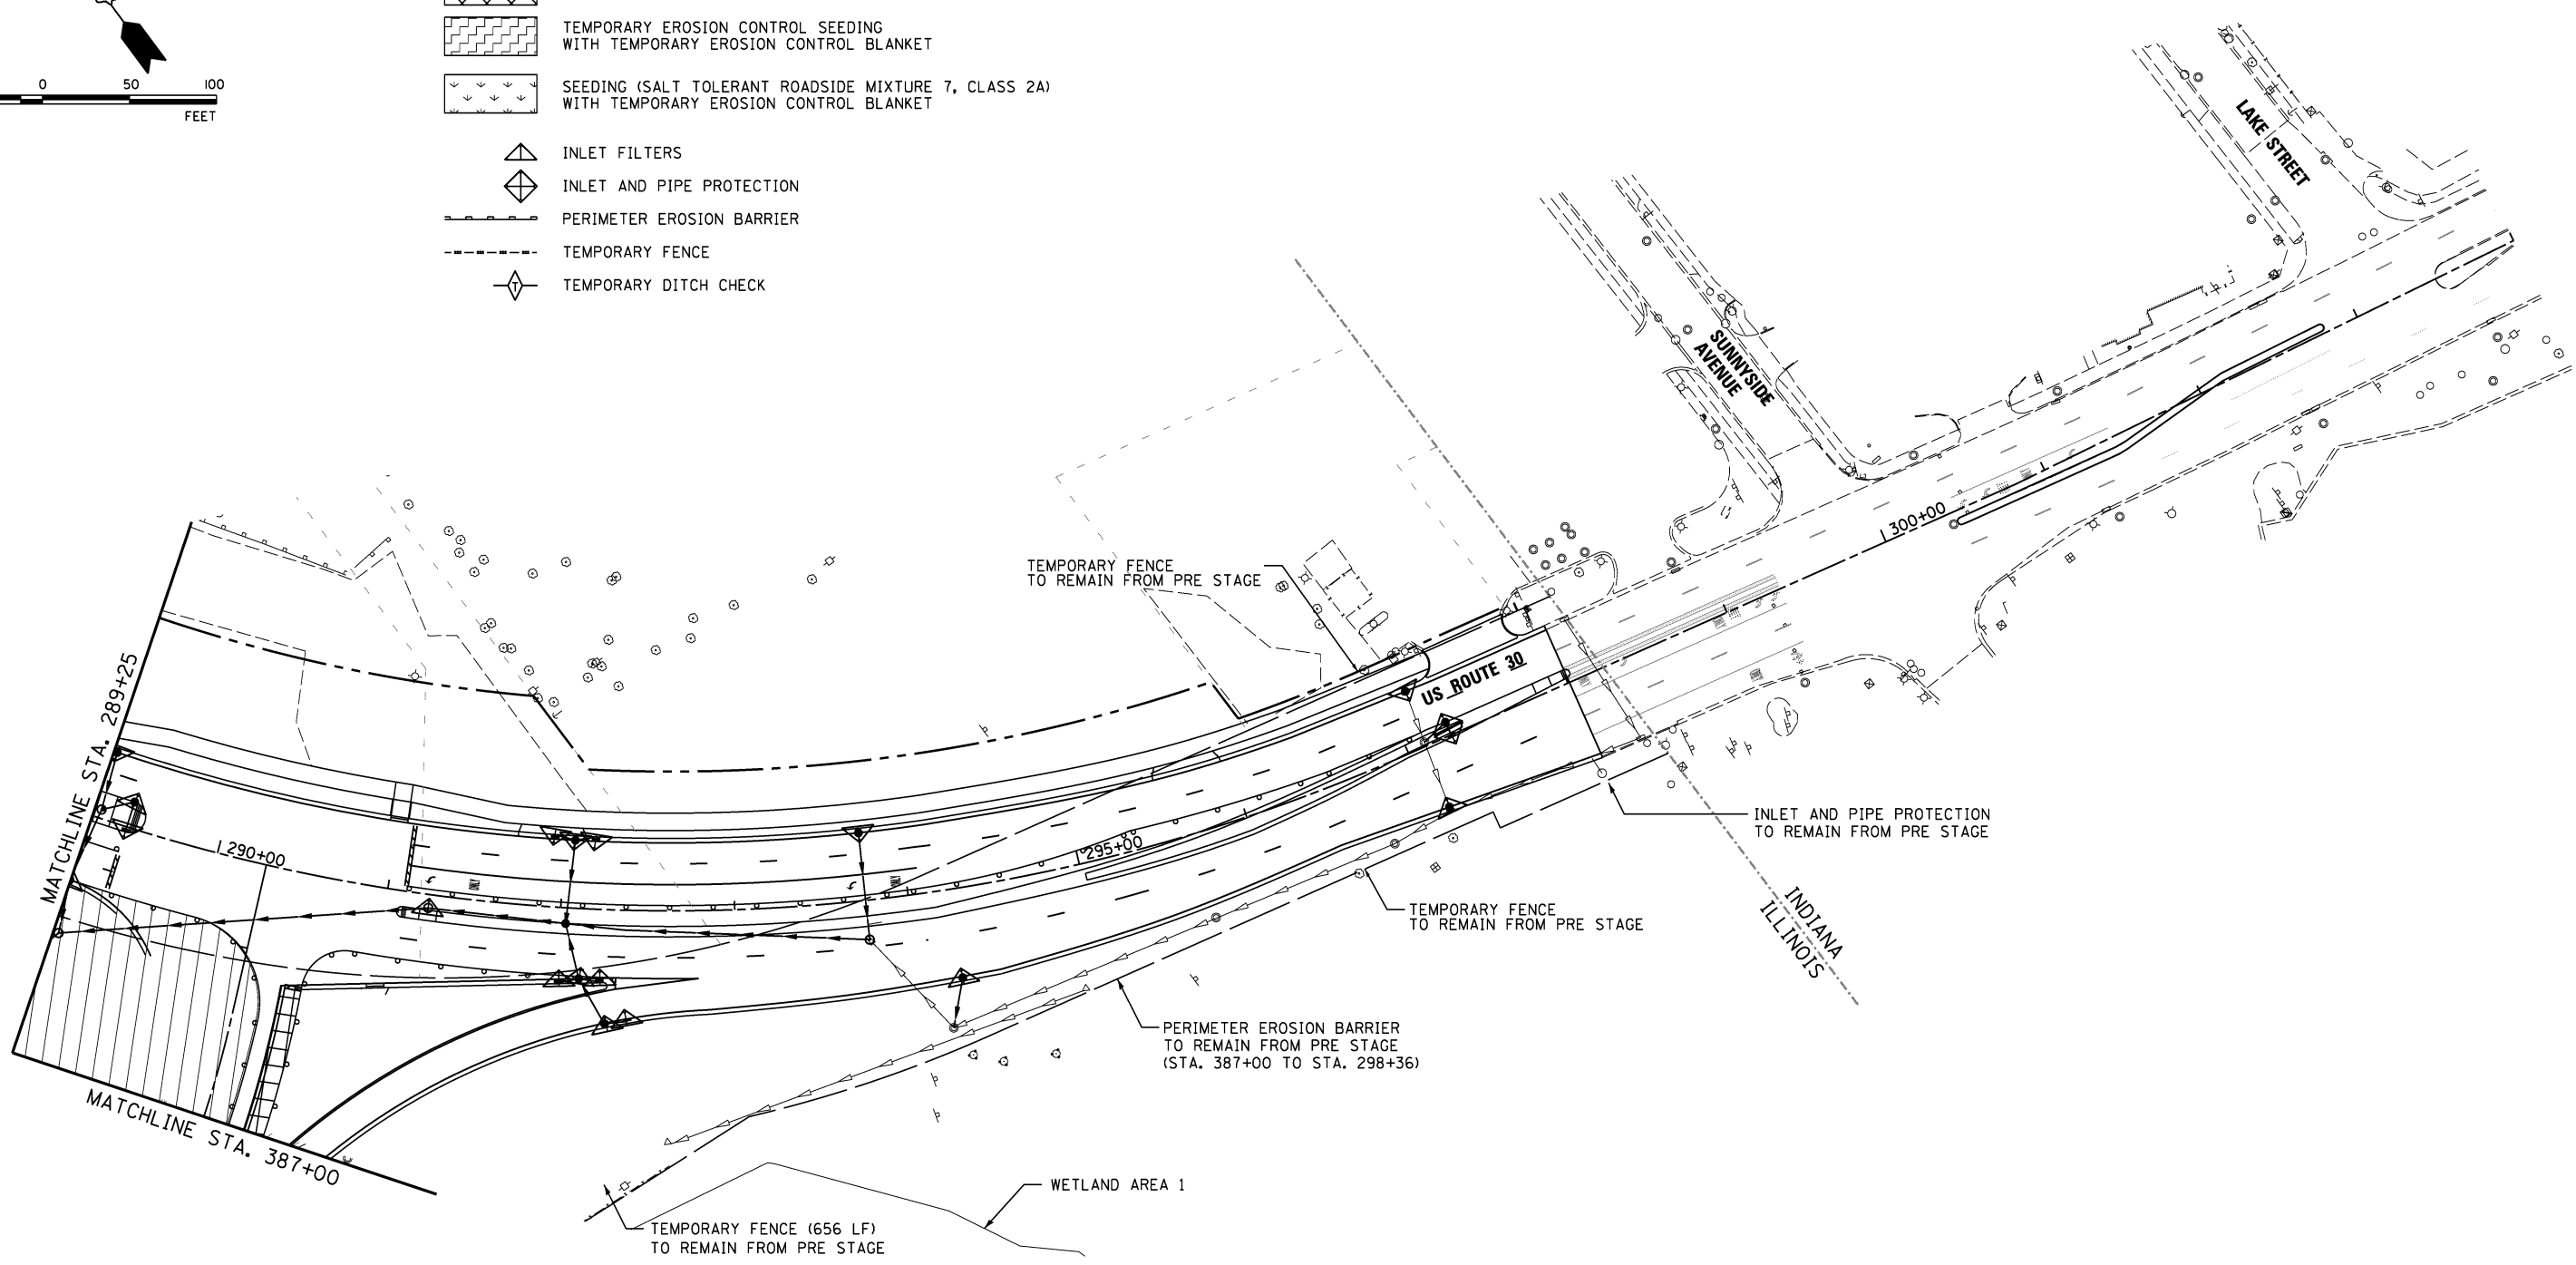 0 50 100
FEET
TEMPORARY EROSION CONTROL SEEDING
WITH TEMPORARY EROSION CONTROL BLANKET
SEEDING (SALT TOLERANT ROADSIDE MIXTURE 7, CLASS 2A)
WITH TEMPORARY EROSION CONTROL BLANKET
INLET FILTERS
INLET AND PIPE PROTECTION
PERIMETER EROSION BARRIER
TEMPORARY FENCE
T
TEMPORARY DITCH CHECK
LAKE STREET
SUNNYSIDE
AVENUE
300+00
TEMPORARY FENCE
TO REMAIN FROM PRE STAGE
US ROUTE 30
MATCHLINE STA. 289+25
290+00
295+00
ONLY
ONLY
INLET AND PIPE PROTECTION
TO REMAIN FROM PRE STAGE
TEMPORARY FENCE
TO REMAIN FROM PRE STAGE
INDIANA
ILLINOIS
PERIMETER EROSION BARRIER
TO REMAIN FROM PRE STAGE
(STA. 387+00 TO STA. 298+36)
MATCHLINE STA. 387+00
WETLAND AREA 1
TEMPORARY FENCE (656 LF)
TO REMAIN FROM PRE STAGE